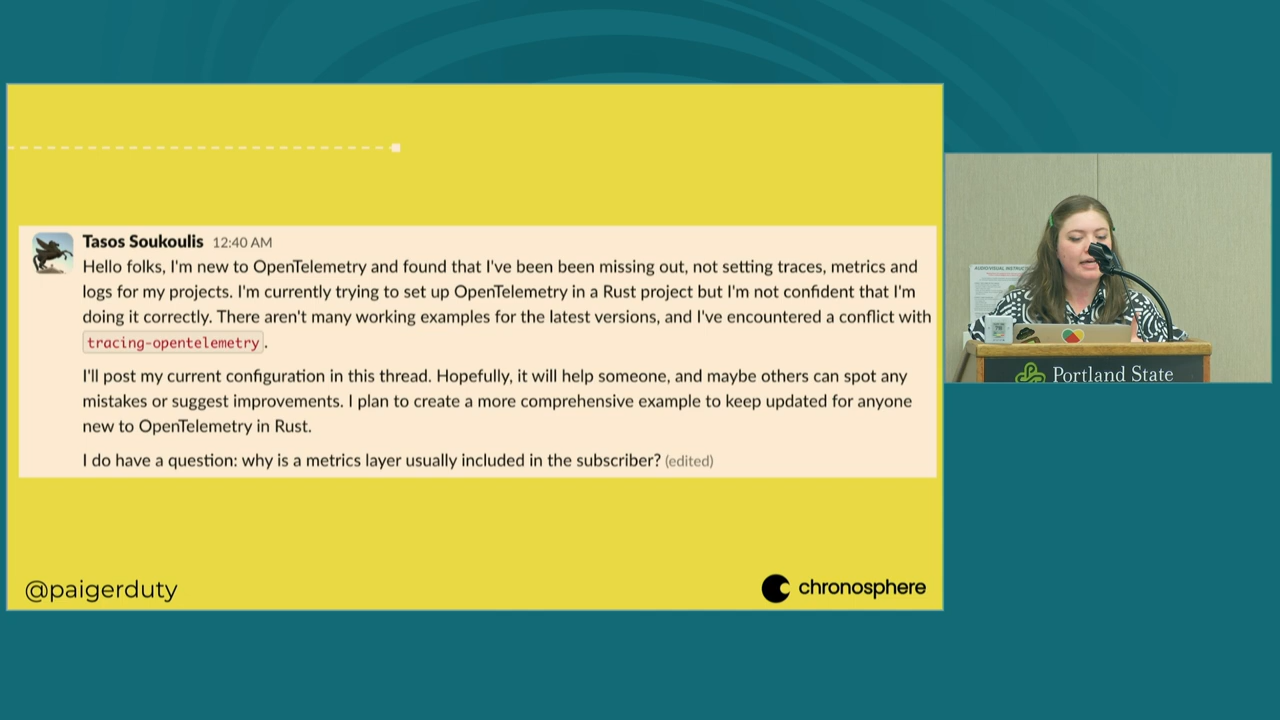 Tasos Soukoulis 12:40 AM
Hello folks, I'm new to OpenTelemetry and found that I've been been missing out, not setting traces, metrics and
logs for my projects. I'm currently trying to set up OpenTelemetry in a Rust project but I'm not confident that I'm
doing it correctly. There aren't many working examples for the latest versions, and I've encountered a conflict with
tracing-opentelemetry.
I'll post my current configuration in this thread. Hopefully, it will help someone, and maybe others can spot any
mistakes or suggest improvements. I plan to create a more comprehensive example to keep updated for anyone
new to OpenTelemetry in Rust.
I do have a question: why is a metrics layer usually included in the subscriber? (edited)
@paigerduty
chronosphere
Portland State